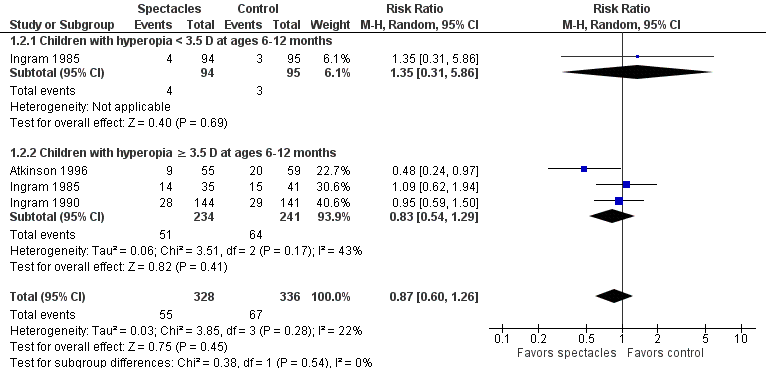 Spectacles Control Risk Ratio Risk Ratio
Study or Subgroup Events Total Events Total Weight M-H, Random, 95% CI M-H, Random, 95% CI
1.2.1 Children with hyperopia < 3.5 D at ages 6-12 months
Ingram 1985 4 94 3 95 6.1% 1.35 [0.31, 5.86]
Subtotal (95% CI) 94 95 6.1% 1.35 [0.31, 5.86]
Total events 4 3
Heterogeneity: Not applicable
Test for overall effect: Z = 0.40 (P = 0.69)
1.2.2 Children with hyperopia ≥ 3.5 D at ages 6-12 months
Atkinson 1996 9 55 20 59 22.7% 0.48 [0.24, 0.97]
Ingram 1985 14 35 15 41 30.6% 1.09 [0.62, 1.94]
Ingram 1990 28 144 29 141 40.6% 0.95 [0.59, 1.50]
Subtotal (95% CI) 234 241 93.9% 0.83 [0.54, 1.29]
Total events 51 64
Heterogeneity: Tau² = 0.06; Chi² = 3.51, df = 2 (P = 0.17); I² = 43%
Test for overall effect: Z = 0.82 (P = 0.41)
Total (95% CI) 328 336 100.0% 0.87 [0.60, 1.26]
Total events 55 67
Heterogeneity: Tau² = 0.03; Chi² = 3.85, df = 3 (P = 0.28); I² = 22%
Test for overall effect: Z = 0.75 (P = 0.45)
Test for subgroup differences: Chi² = 0.38, df = 1 (P = 0.54), I² = 0%
0.1 0.2 0.5 1 2 5 10
Favors spectacles Favors control